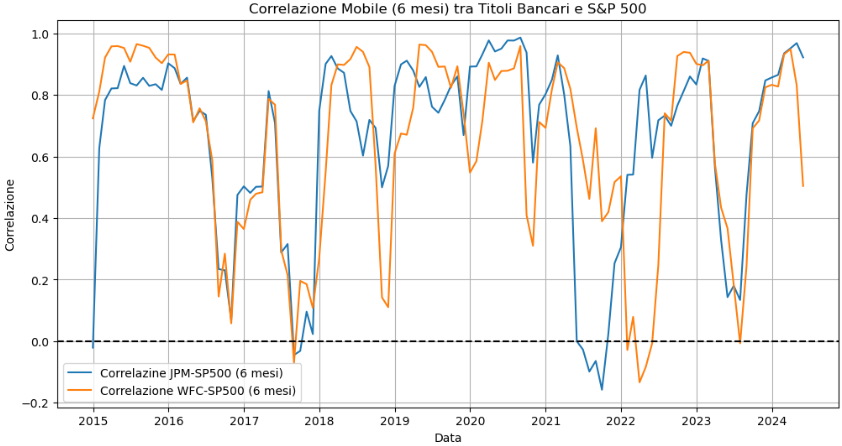 Correlazione Mobile (6 mesi) tra Titoli Bancari e S&P 500
Correlazione
1.0
0.8
0.6
0.4
0.2
0.0
−0.2
Correlazine JPM-SP500 (6 mesi)
Correlazione WFC-SP500 (6 mesi)
2015 2016 2017 2018 2019 2020 2021 2022 2023 2024
Data